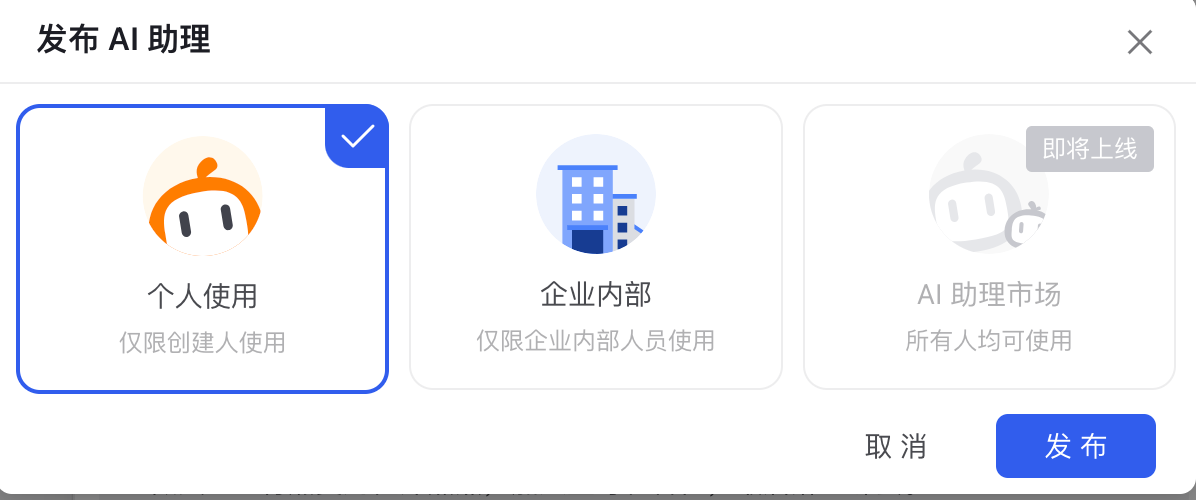 发布 AI 助理
个人使用
仅限创建人使用
企业内部
仅限企业内部人员使用
即将上线
AI 助理市场
所有人均可使用
取 消
发 布